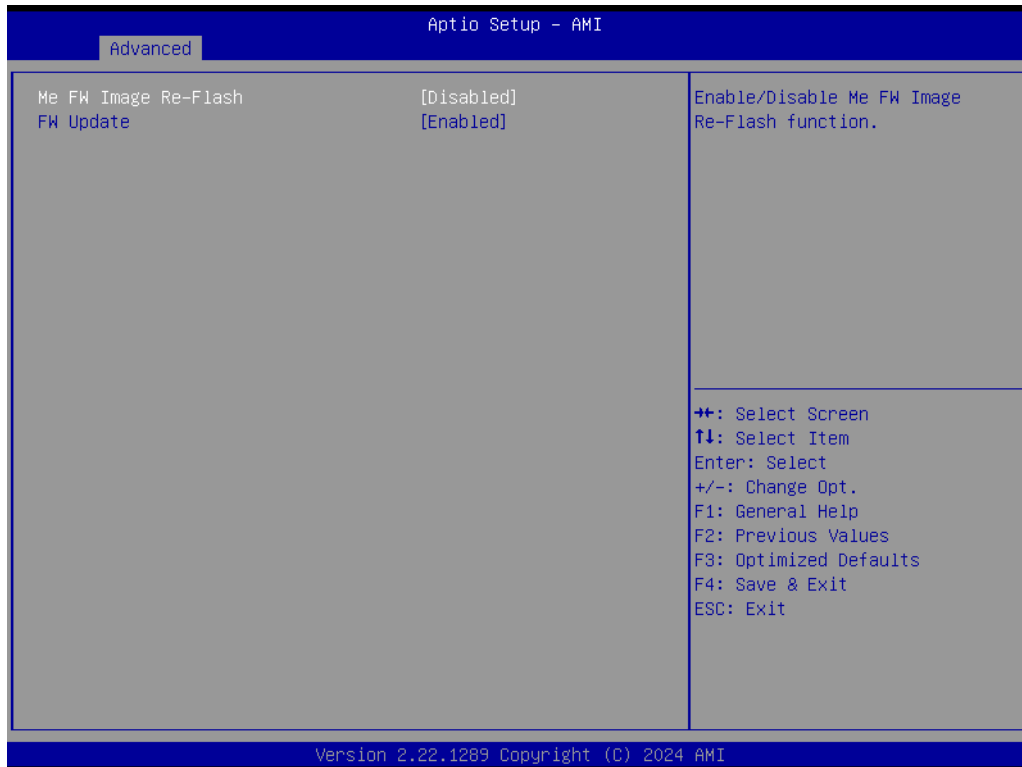 Aptio Setup – AMI
Advanced
Me FW Image Re-Flash [Disabled]
FW Update [Enabled]
Enable/Disable Me FW Image
Re-Flash function.
→←: Select Screen
↑↓: Select Item
Enter: Select
+/-: Change Opt.
F1: General Help
F2: Previous Values
F3: Optimized Defaults
F4: Save & Exit
ESC: Exit
Version 2.22.1289 Copyright (C) 2024 AMI